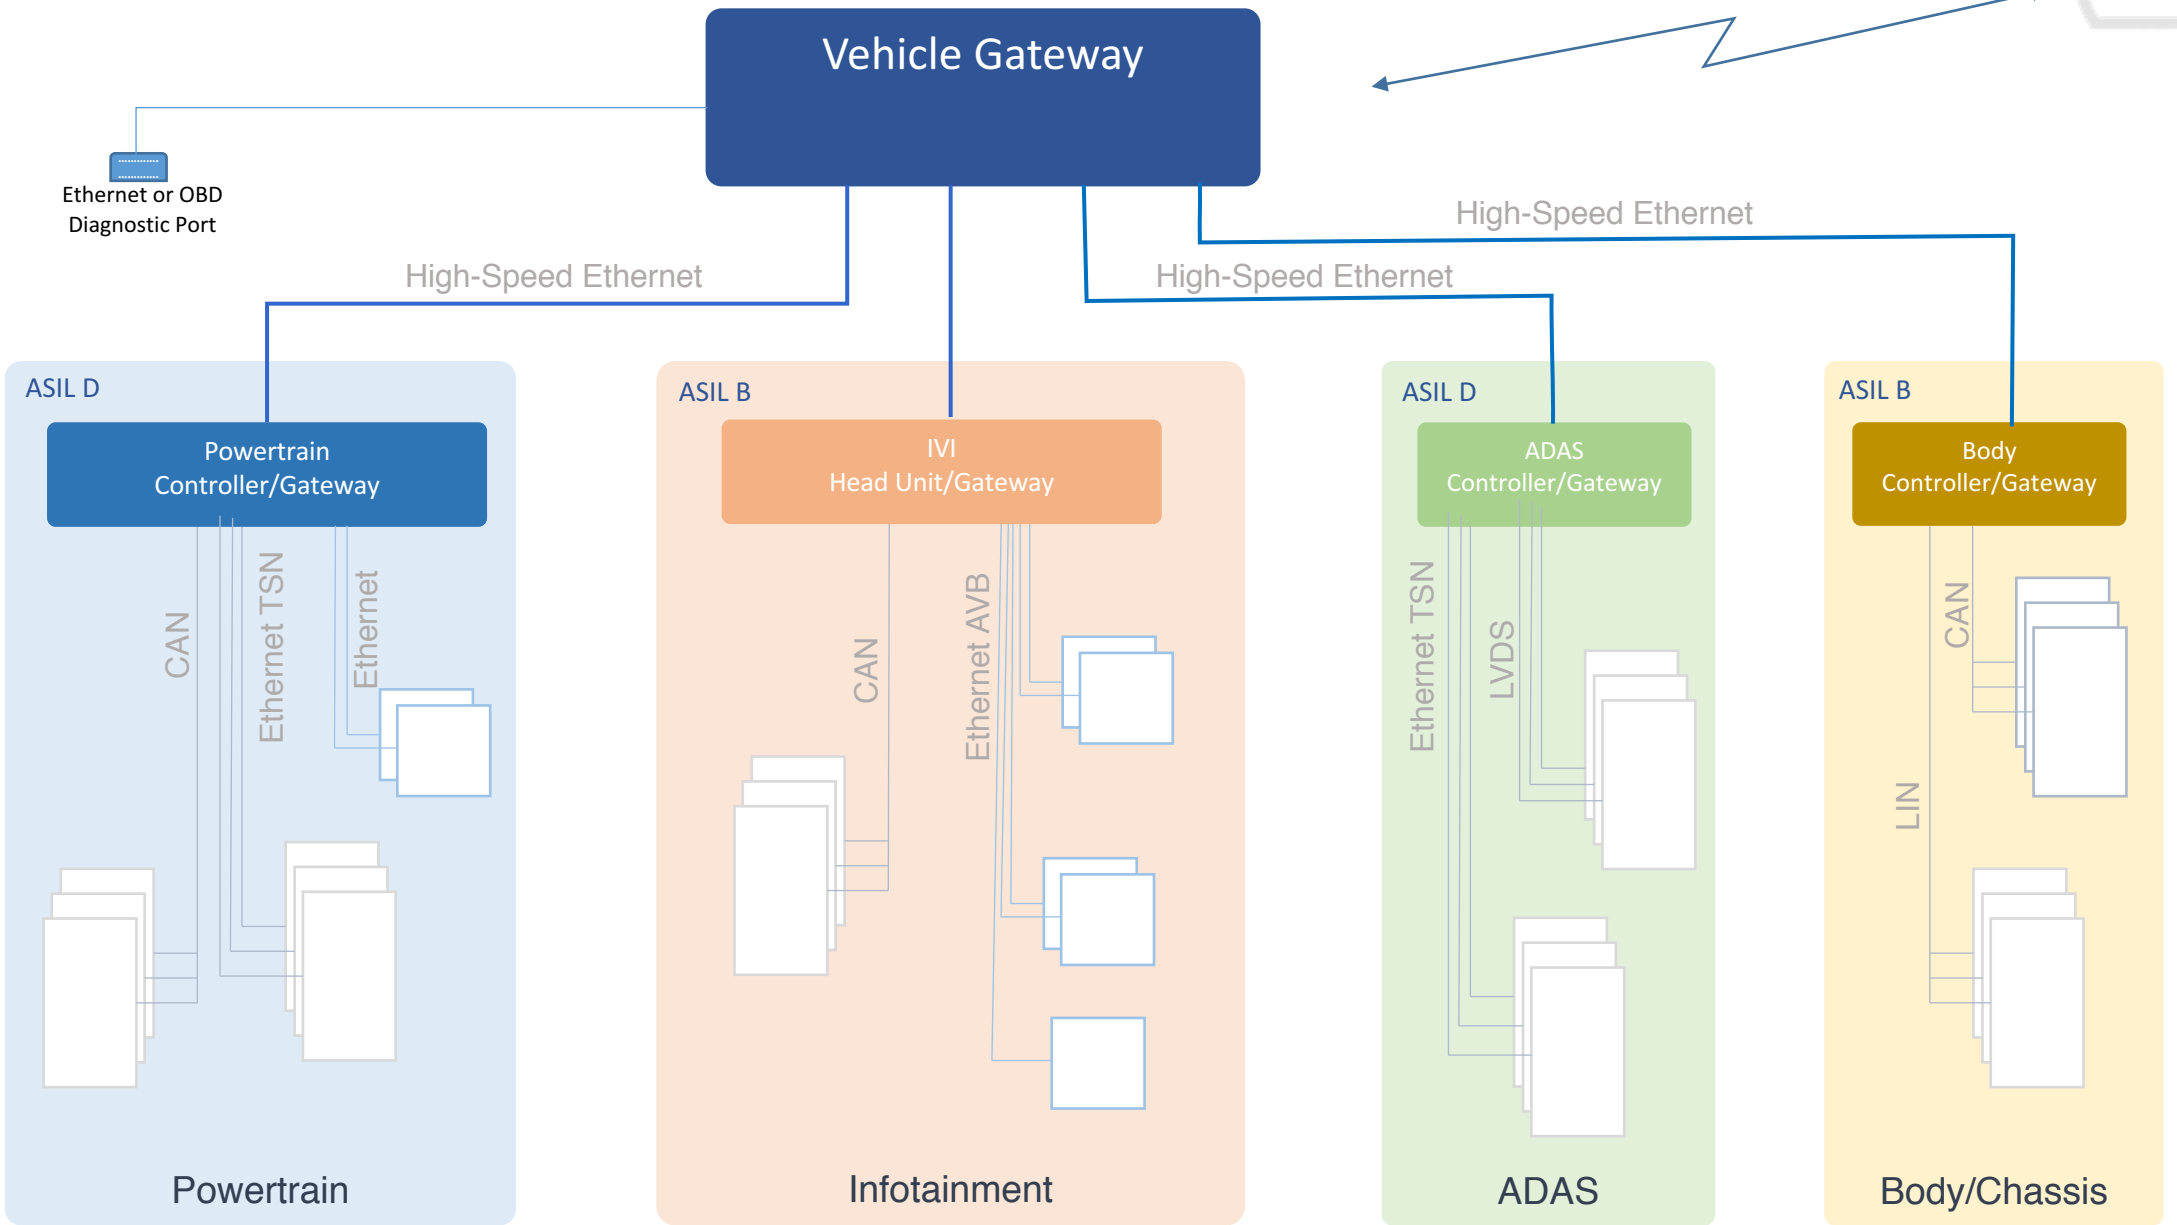 Vehicle Gateway
Ethernet or OBD
Diagnostic Port
High-Speed Ethernet
High-Speed Ethernet
High-Speed Ethernet
ASIL D
Powertrain
Controller/Gateway
CAN
Ethernet TSN
Ethernet
Powertrain
ASIL B
IVI
Head Unit/Gateway
CAN
Ethernet AVB
Infotainment
ASIL D
ADAS
Controller/Gateway
Ethernet TSN
LVDS
ADAS
ASIL B
Body
Controller/Gateway
CAN
LIN
Body/Chassis